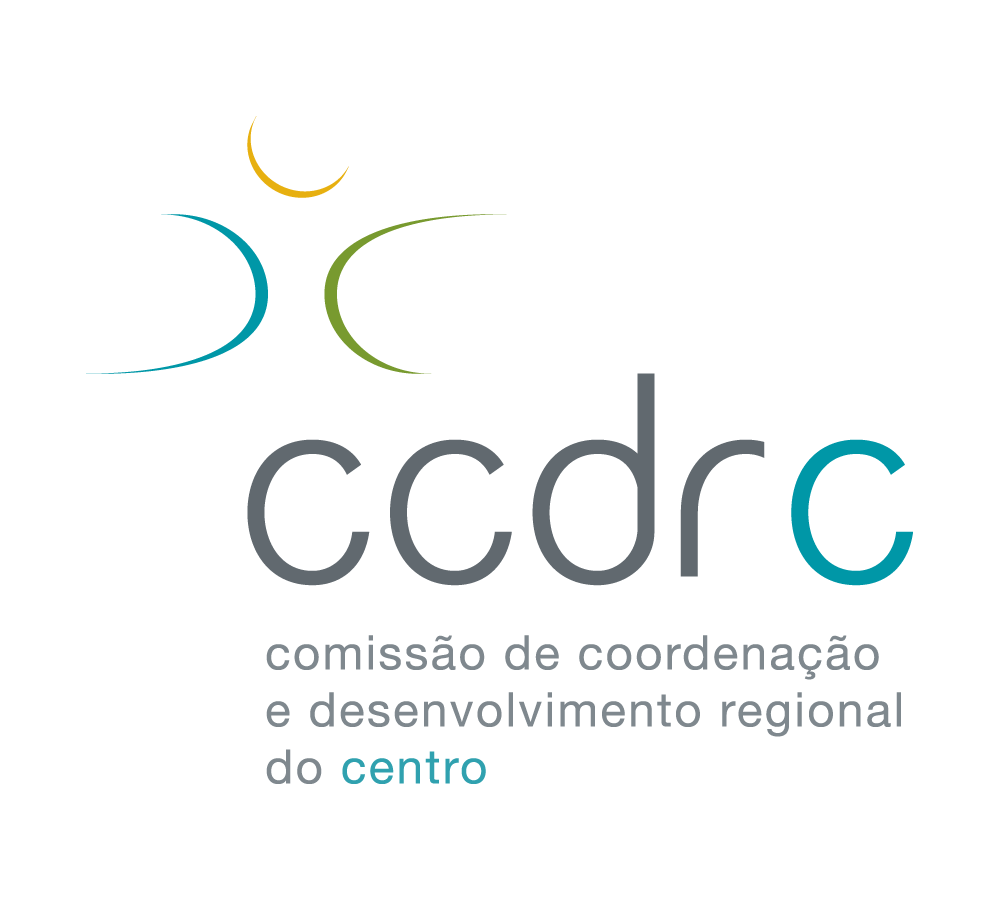 ccdrc
comissão de coordenação
e desenvolvimento regional
do centro